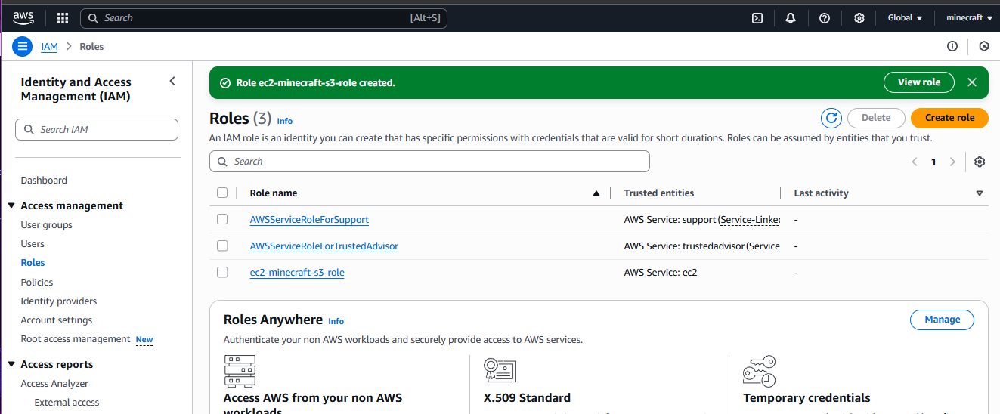 aws
Search [Alt+S]
Global minecraft
IAM Roles
Identity and Access
Management (IAM)
Search IAM
Dashboard
Access management
User groups
Users
Roles
Policies
Identity providers
Account settings
Root access management New
Access reports
Access Analyzer
External access
Role ec2-minecraft-s3-role created. View role
Roles (3) Info Delete Create role
An IAM role is an identity you can create that has specific permissions with credentials that are valid for short durations. Roles can be assumed by entities that you trust.
Search 1
Role name Trusted entities Last activity
AWSServiceRoleForSupport AWS Service: support (Service-Linked -
AWSServiceRoleForTrustedAdvisor AWS Service: trustedadvisor (Service -
ec2-minecraft-s3-role AWS Service: ec2 -
Roles Anywhere Info Manage
Authenticate your non AWS workloads and securely provide access to AWS services.
Access AWS from your non AWS
workloads
X.509 Standard
Temporary credentials